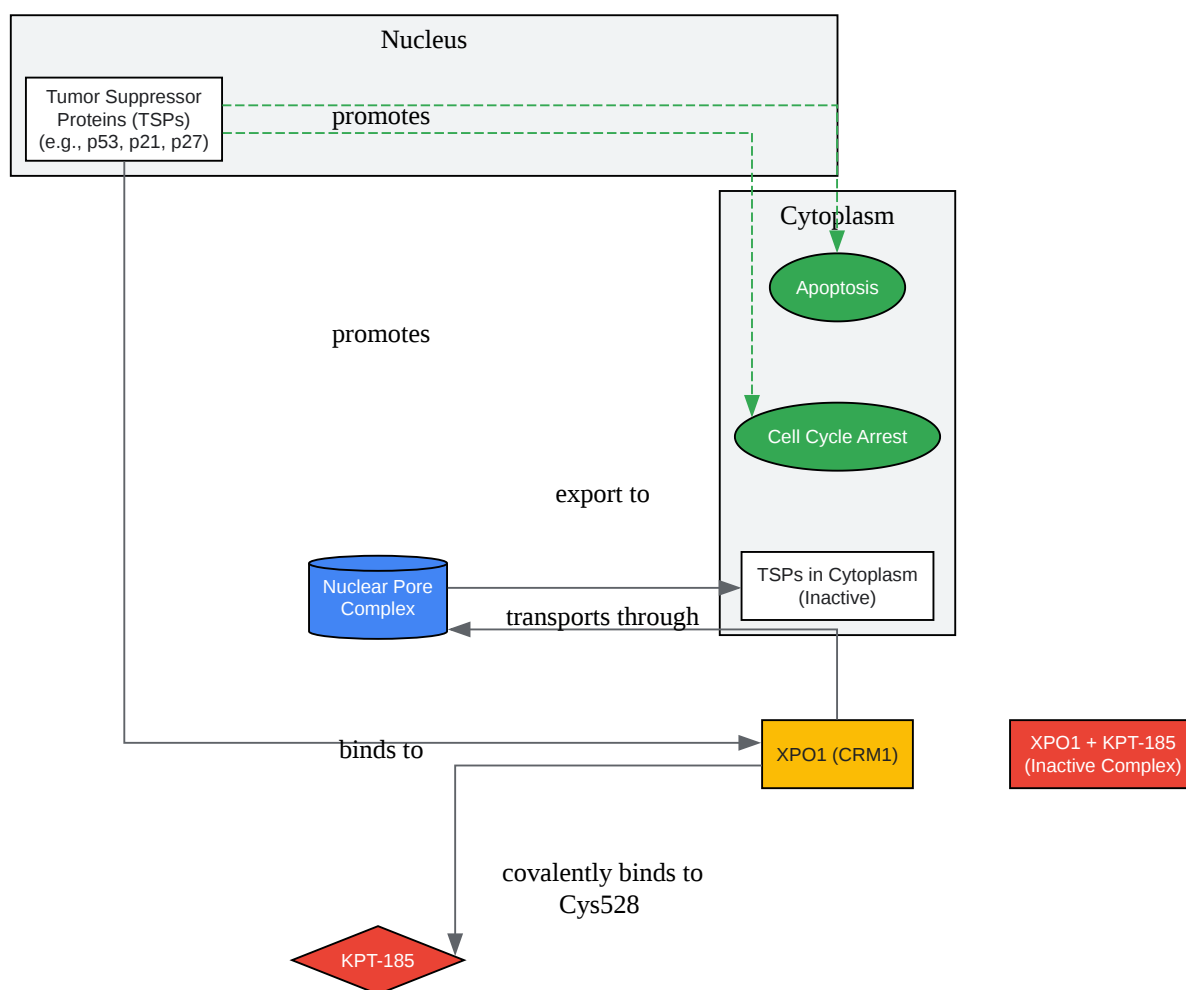 Nucleus
Tumor Suppressor
Proteins (TSPs)
(e.g., p53, p21, p27)
promotes
Cytoplasm
Apoptosis
promotes
Cell Cycle Arrest
export to
Nuclear Pore
Complex
TSPs in Cytoplasm
(Inactive)
transports through
binds to
XPO1 (CRM1)
XPO1 + KPT-185
(Inactive Complex)
covalently binds to
Cys528
KPT-185